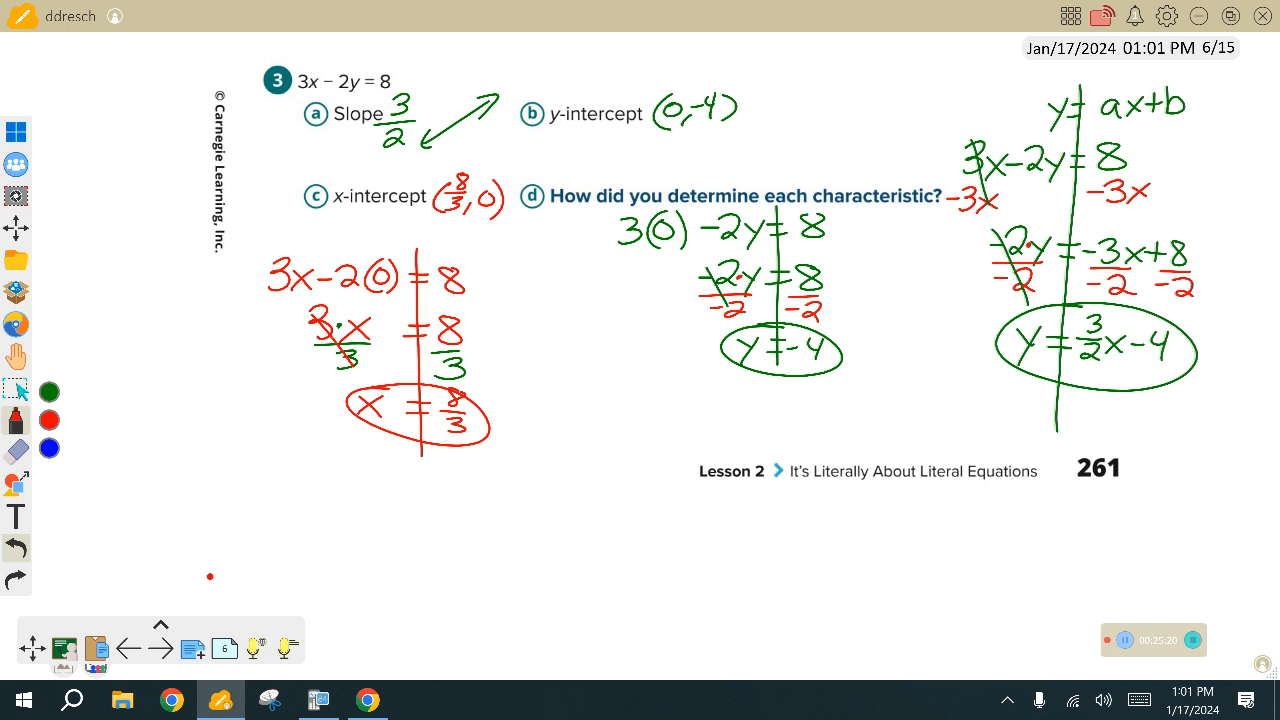 ddresch
Jan/17/2024 01:01 PM 6/15
© Carnegie Learning, Inc.
3 3x − 2y = 8
a Slope 3/2
b y-intercept (0,-4)
c x-intercept (8/3, 0)
d How did you determine each characteristic?
3x-2(0) = 8
3·x = 8
3 3
x = 8/3
3(0) -2y = 8
-2·y = 8
-2 -2
y = -4
y = ax+b
3x-2y = 8
-3x -3x
-2·y = -3x+8
-2 -2 -2
y = 3/2x-4
Lesson 2 > It's Literally About Literal Equations 261
T
6
00:25:20
1:01 PM
1/17/2024